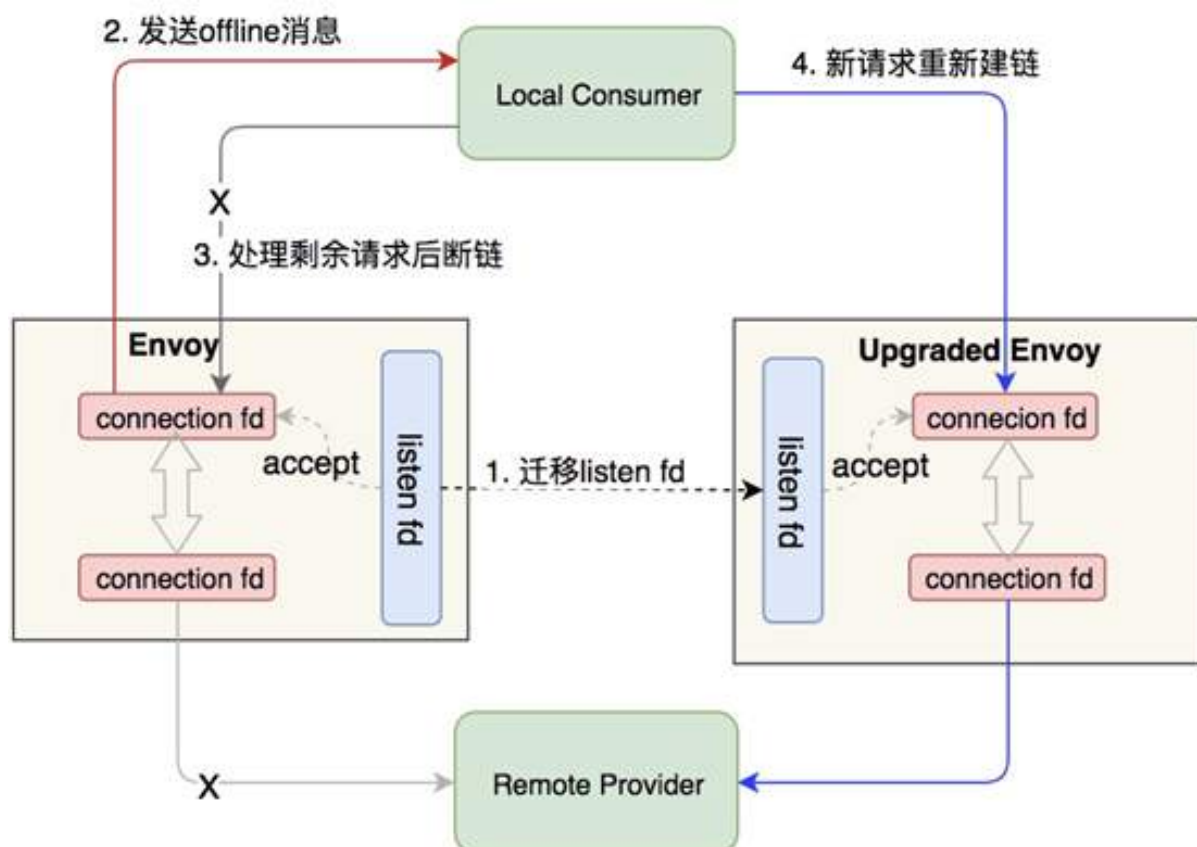 2. 发送offline消息
Local Consumer
4. 新请求重新建链
X
3. 处理剩余请求后断链
Envoy
Upgraded Envoy
connection fd
listen fd
accept
1. 迁移listen fd
listen fd
accept
connecion fd
connection fd
connection fd
X
Remote Provider